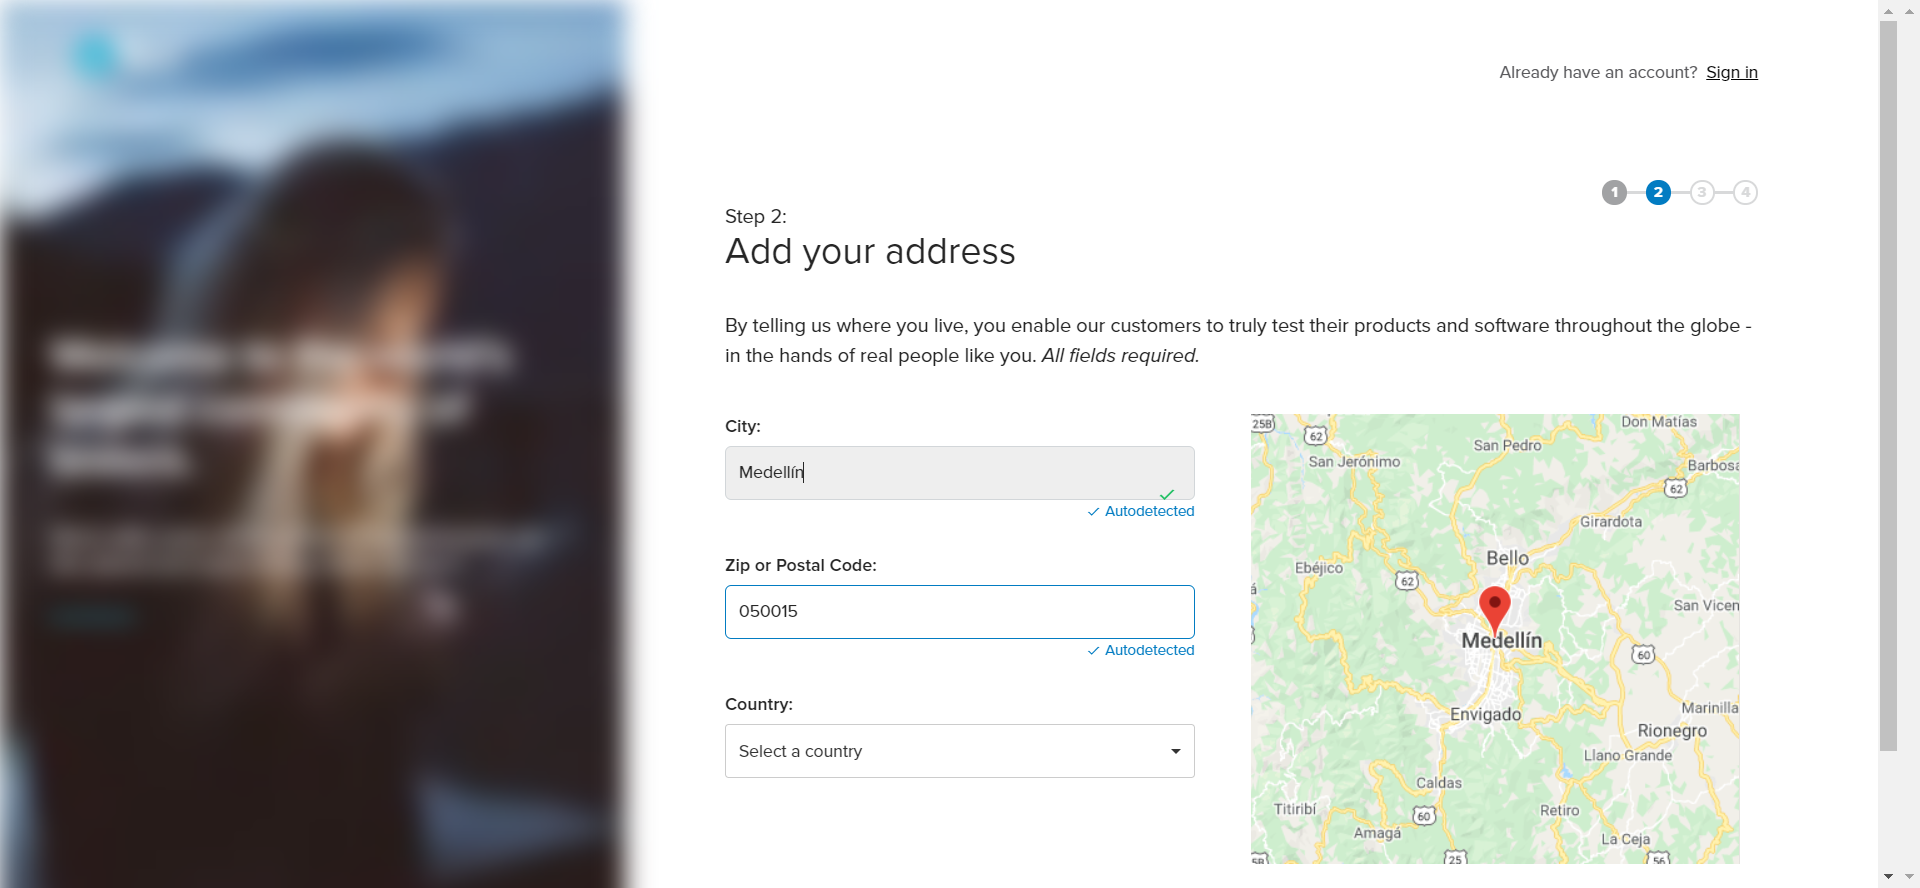 Already have an account? Sign in
1 2 3 4
Step 2:
Add your address
By telling us where you live, you enable our customers to truly test their products and software throughout the globe -
in the hands of real people like you. All fields required.
City:
Medellín
Autodetected
Zip or Postal Code:
050015
Autodetected
Country:
Select a country
25B
62
Don Matías
San Pedro
San Jerónimo
Barbosa
62
Girardota
Bello
Ebéjico
62
San Vicen
Medellín
60
Envigado
Marinilla
Rionegro
Llano Grande
Caldas
Titiribí
60
Retiro
Amagá
La Ceja
25
56